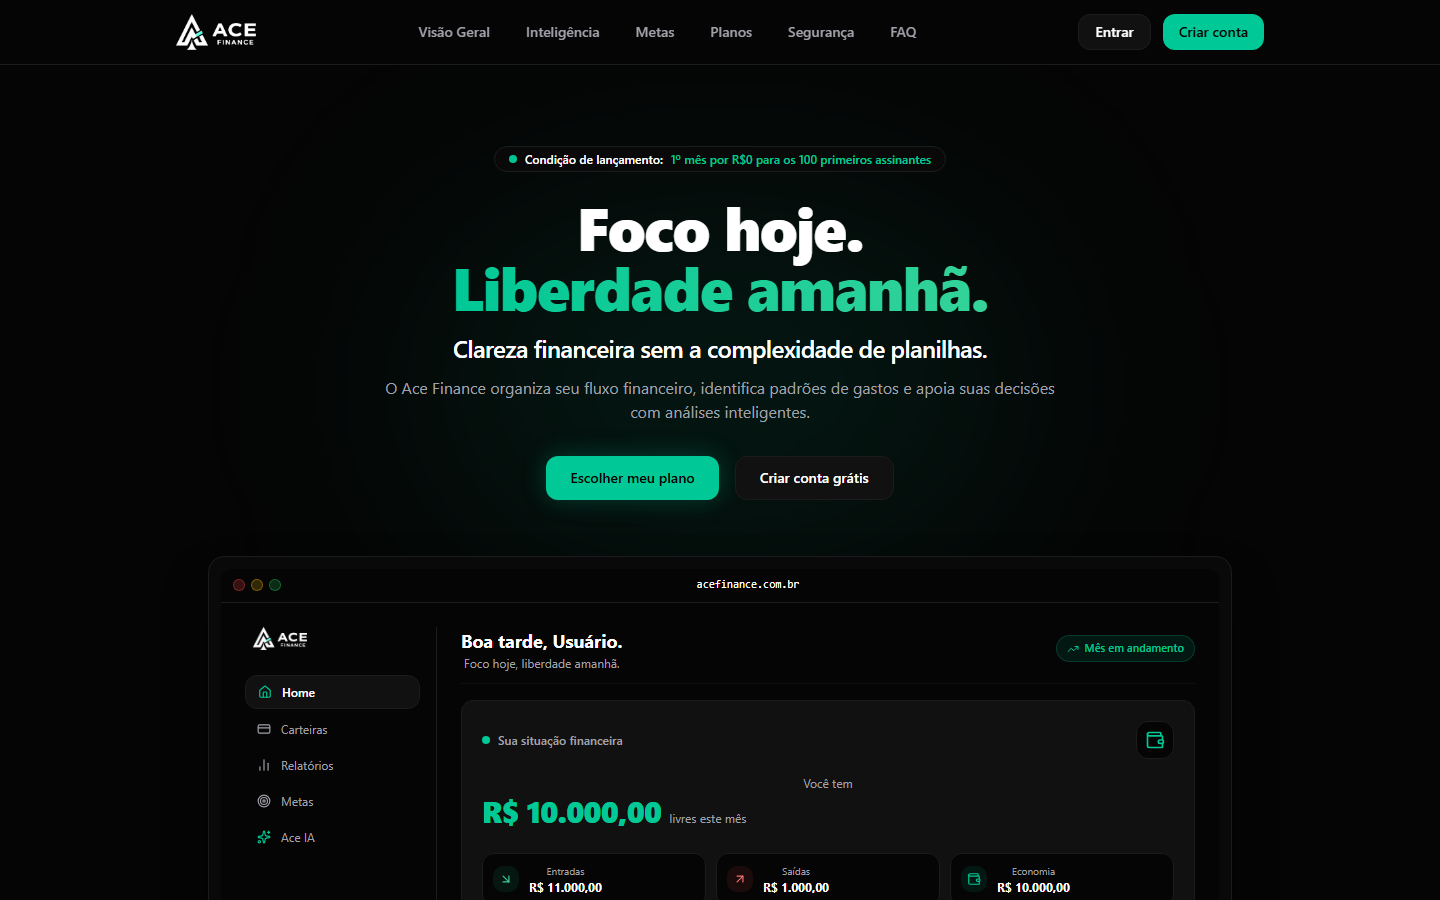 ACE
FINANCE
Visão Geral
Inteligência
Metas
Planos
Segurança
FAQ
Entrar
Criar conta
Condição de lançamento: 1º mês por R$0 para os 100 primeiros assinantes
Foco hoje.
Liberdade amanhã.
Clareza financeira sem a complexidade de planilhas.
O Ace Finance organiza seu fluxo financeiro, identifica padrões de gastos e apoia suas decisões
com análises inteligentes.
Escolher meu plano
Criar conta grátis
acefinance.com.br
ACE
FINANCE
Home
Carteiras
Relatórios
Metas
Ace IA
Boa tarde, Usuário.
Foco hoje, liberdade amanhã.
Mês em andamento
Sua situação financeira
Você tem
R$ 10.000,00 livres este mês
Entradas
R$ 11.000,00
Saídas
R$ 1.000,00
Economia
R$ 10.000,00